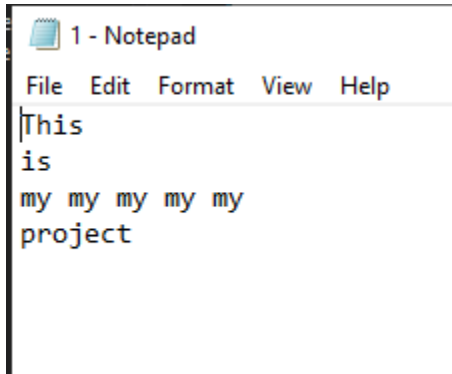 1 - Notepad
File Edit Format View Help
This
is
my my my my my
project